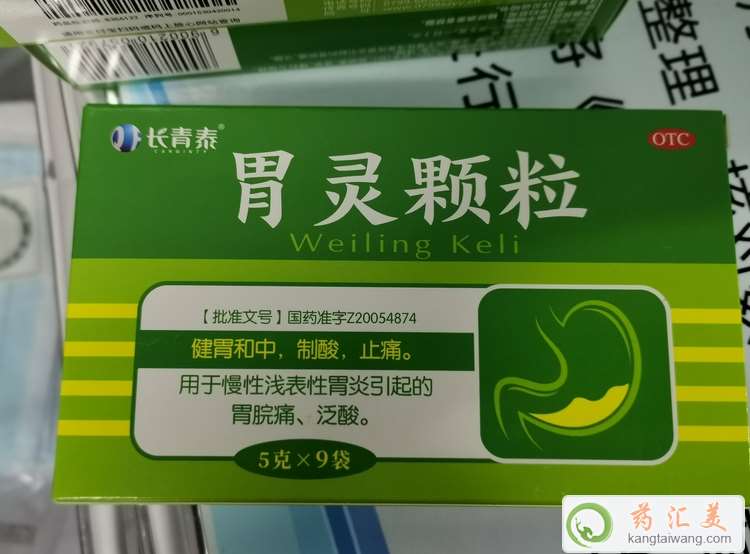 长青泰®
OTC
胃灵颗粒
Weiling Keli
【批准文号】国药准字Z20054874
健胃和中，制酸，止痛。
用于慢性浅表性胃炎引起的
胃脘痛、泛酸。
5克×9袋
整理
行
药汇美
kangtaiwang.com